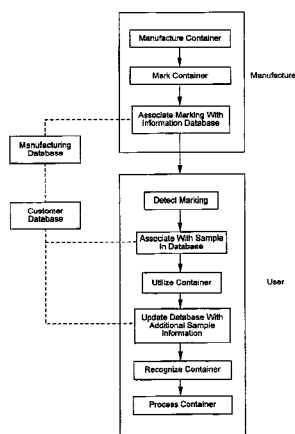 Manufacture Container
Mark Container
Manufacture
Associate Marking With
Information Database
Manufacturing
Database
Customer
Database
Detect Marking
Associate With Sample
In Database
Utilize Container
User
Update Database With
Additional Sample
Information
Recognize Container
Process Container